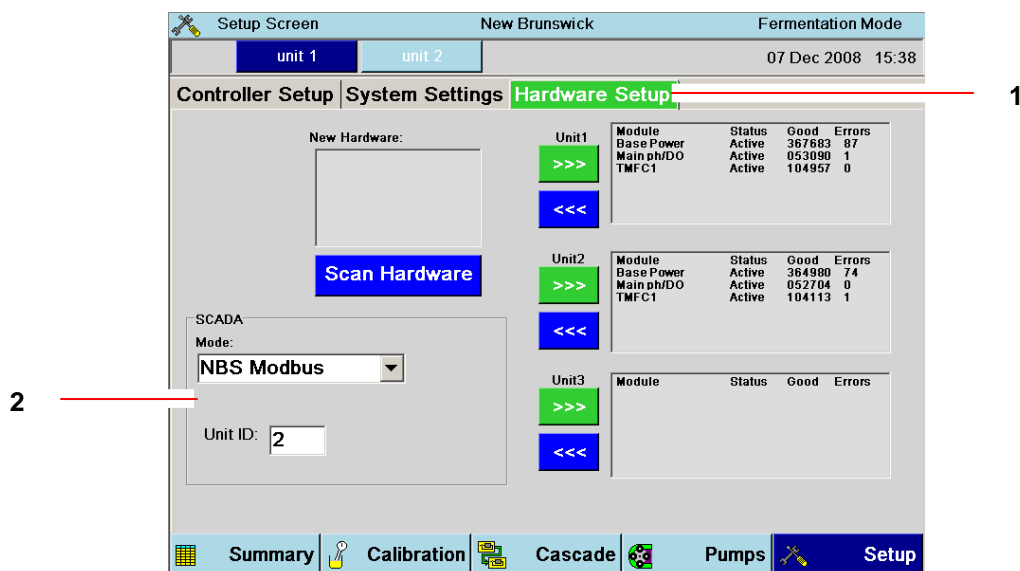 Setup Screen New Brunswick Fermentation Mode
unit 1 unit 2 07 Dec 2008 15:38
Controller Setup System Settings Hardware Setup
1
New Hardware:
Scan Hardware
Unit1
>>>
<<<
Module Status Good Errors
Base Power Active 367683 87
Main ph/DO Active 053090 1
TMFC1 Active 104957 0
Unit2
>>>
<<<
Module Status Good Errors
Base Power Active 364980 74
Main ph/DO Active 052704 0
TMFC1 Active 104113 1
SCADA
Mode:
NBS Modbus
2
Unit ID: 2
Unit3
>>>
<<<
Module Status Good Errors
Summary Calibration Cascade Pumps Setup